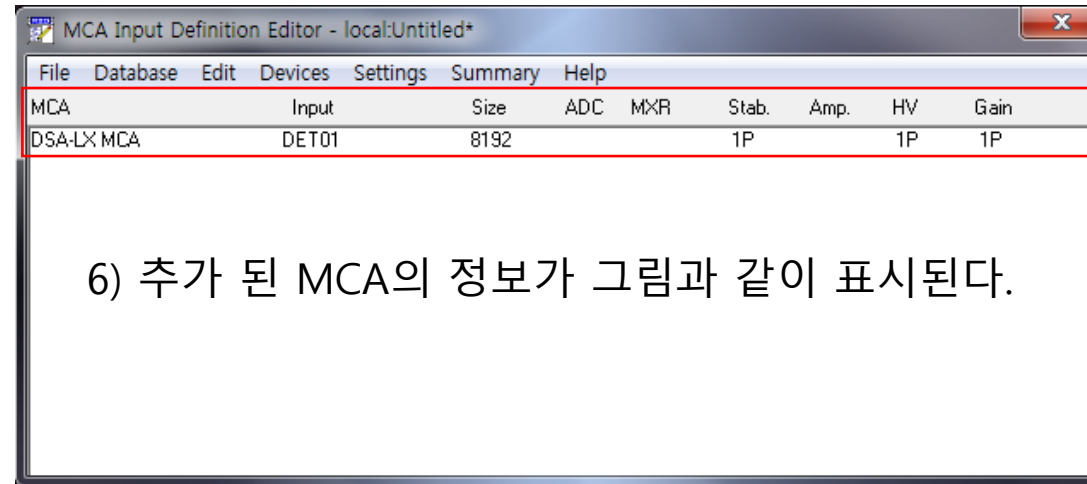 MCA Input Definition Editor - local:Untitled*
File Database Edit Devices Settings Summary Help
MCA Input Size ADC MXR Stab. Amp. HV Gain
DSA-LX MCA DET01 8192 1P 1P 1P
6) 추가 된 MCA의 정보가 그림과 같이 표시된다.